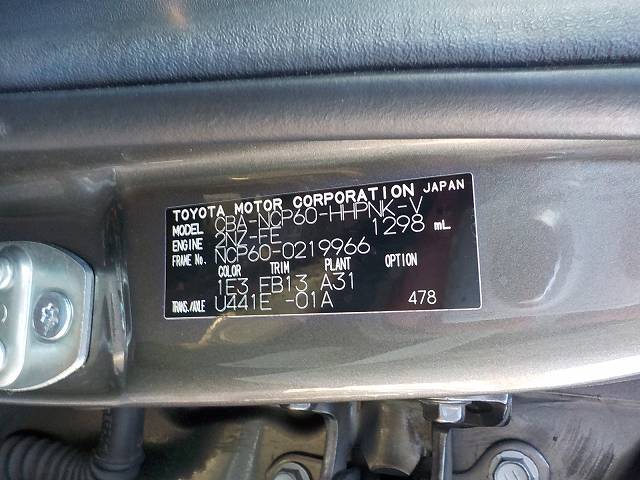 TOYOTA MOTOR CORPORATION JAPAN
MODEL CBA-NCP60-HHPNK-V
ENGINE 2NZ-FE 1298 mL
FRAME No. NCP60-0219966
COLOR TRIM PLANT OPTION
1E3 FB13 A31
TRANS./AXLE U441E -01A 478